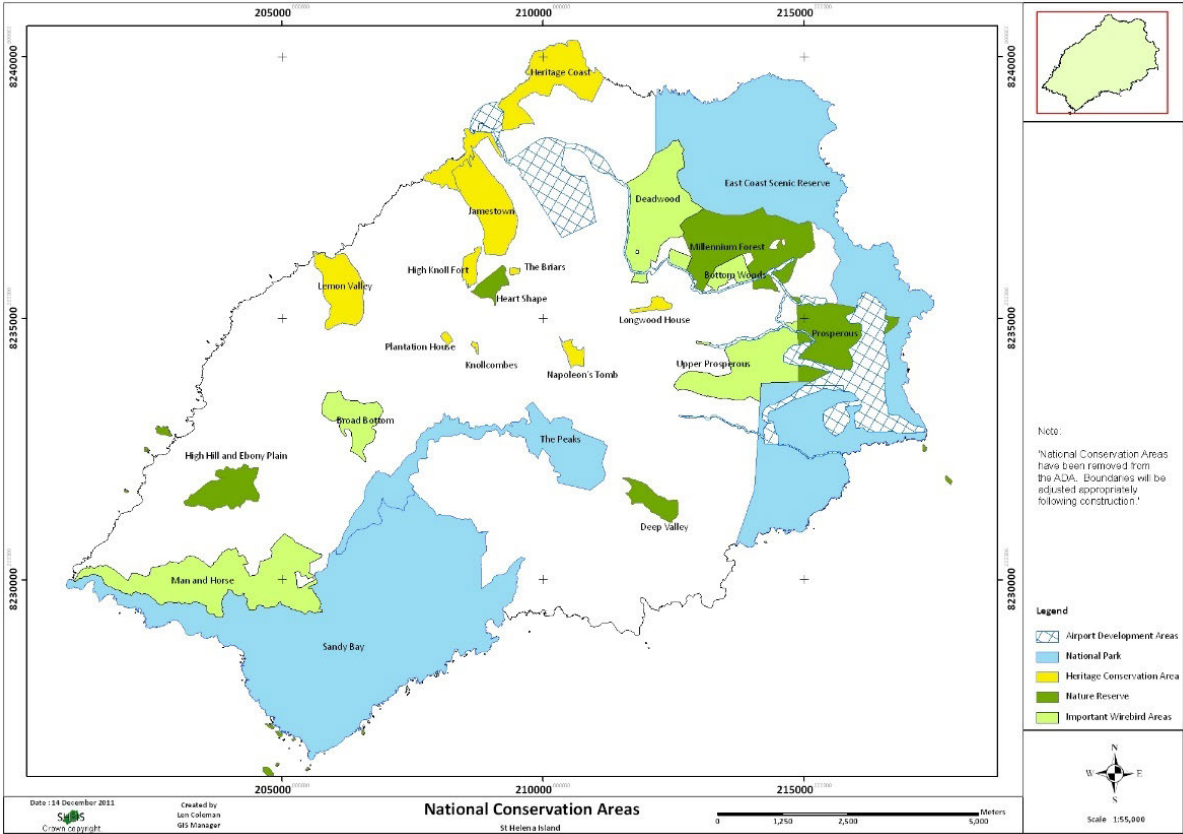 205000
210000
215000
8240000
8240000
Heritage Coast
East Coast Scenic Reserve
Deadwood
Jamestown
Millennium Forest
High Knoll Fort
The Briars
Bottom Woods
Lemon Valley
Heart Shape
Longwood House
8235000
8235000
Prosperous
Plantation House
Knollcombes
Napoleon's Tomb
Upper Prosperous
Broad Bottom
The Peaks
High Hill and Ebony Plain
Deep Valley
8230000
8230000
Man and Horse
Sandy Bay
205000
210000
215000
Note:
'National Conservation Areas
have been removed from
the ADA. Boundaries will be
adjusted appropriately
following construction.'
Legend
Airport Development Areas
National Park
Heritage Conservation Area
Nature Reserve
Important Wirebird Areas
N
W E
S
Scale 1:55,000
Date : 14 December 2011
SHGIS
Crown copyright
Created by
Len Coleman
GIS Manager
National Conservation Areas
St Helena Island
Meters
0 1,250 2,500 5,000